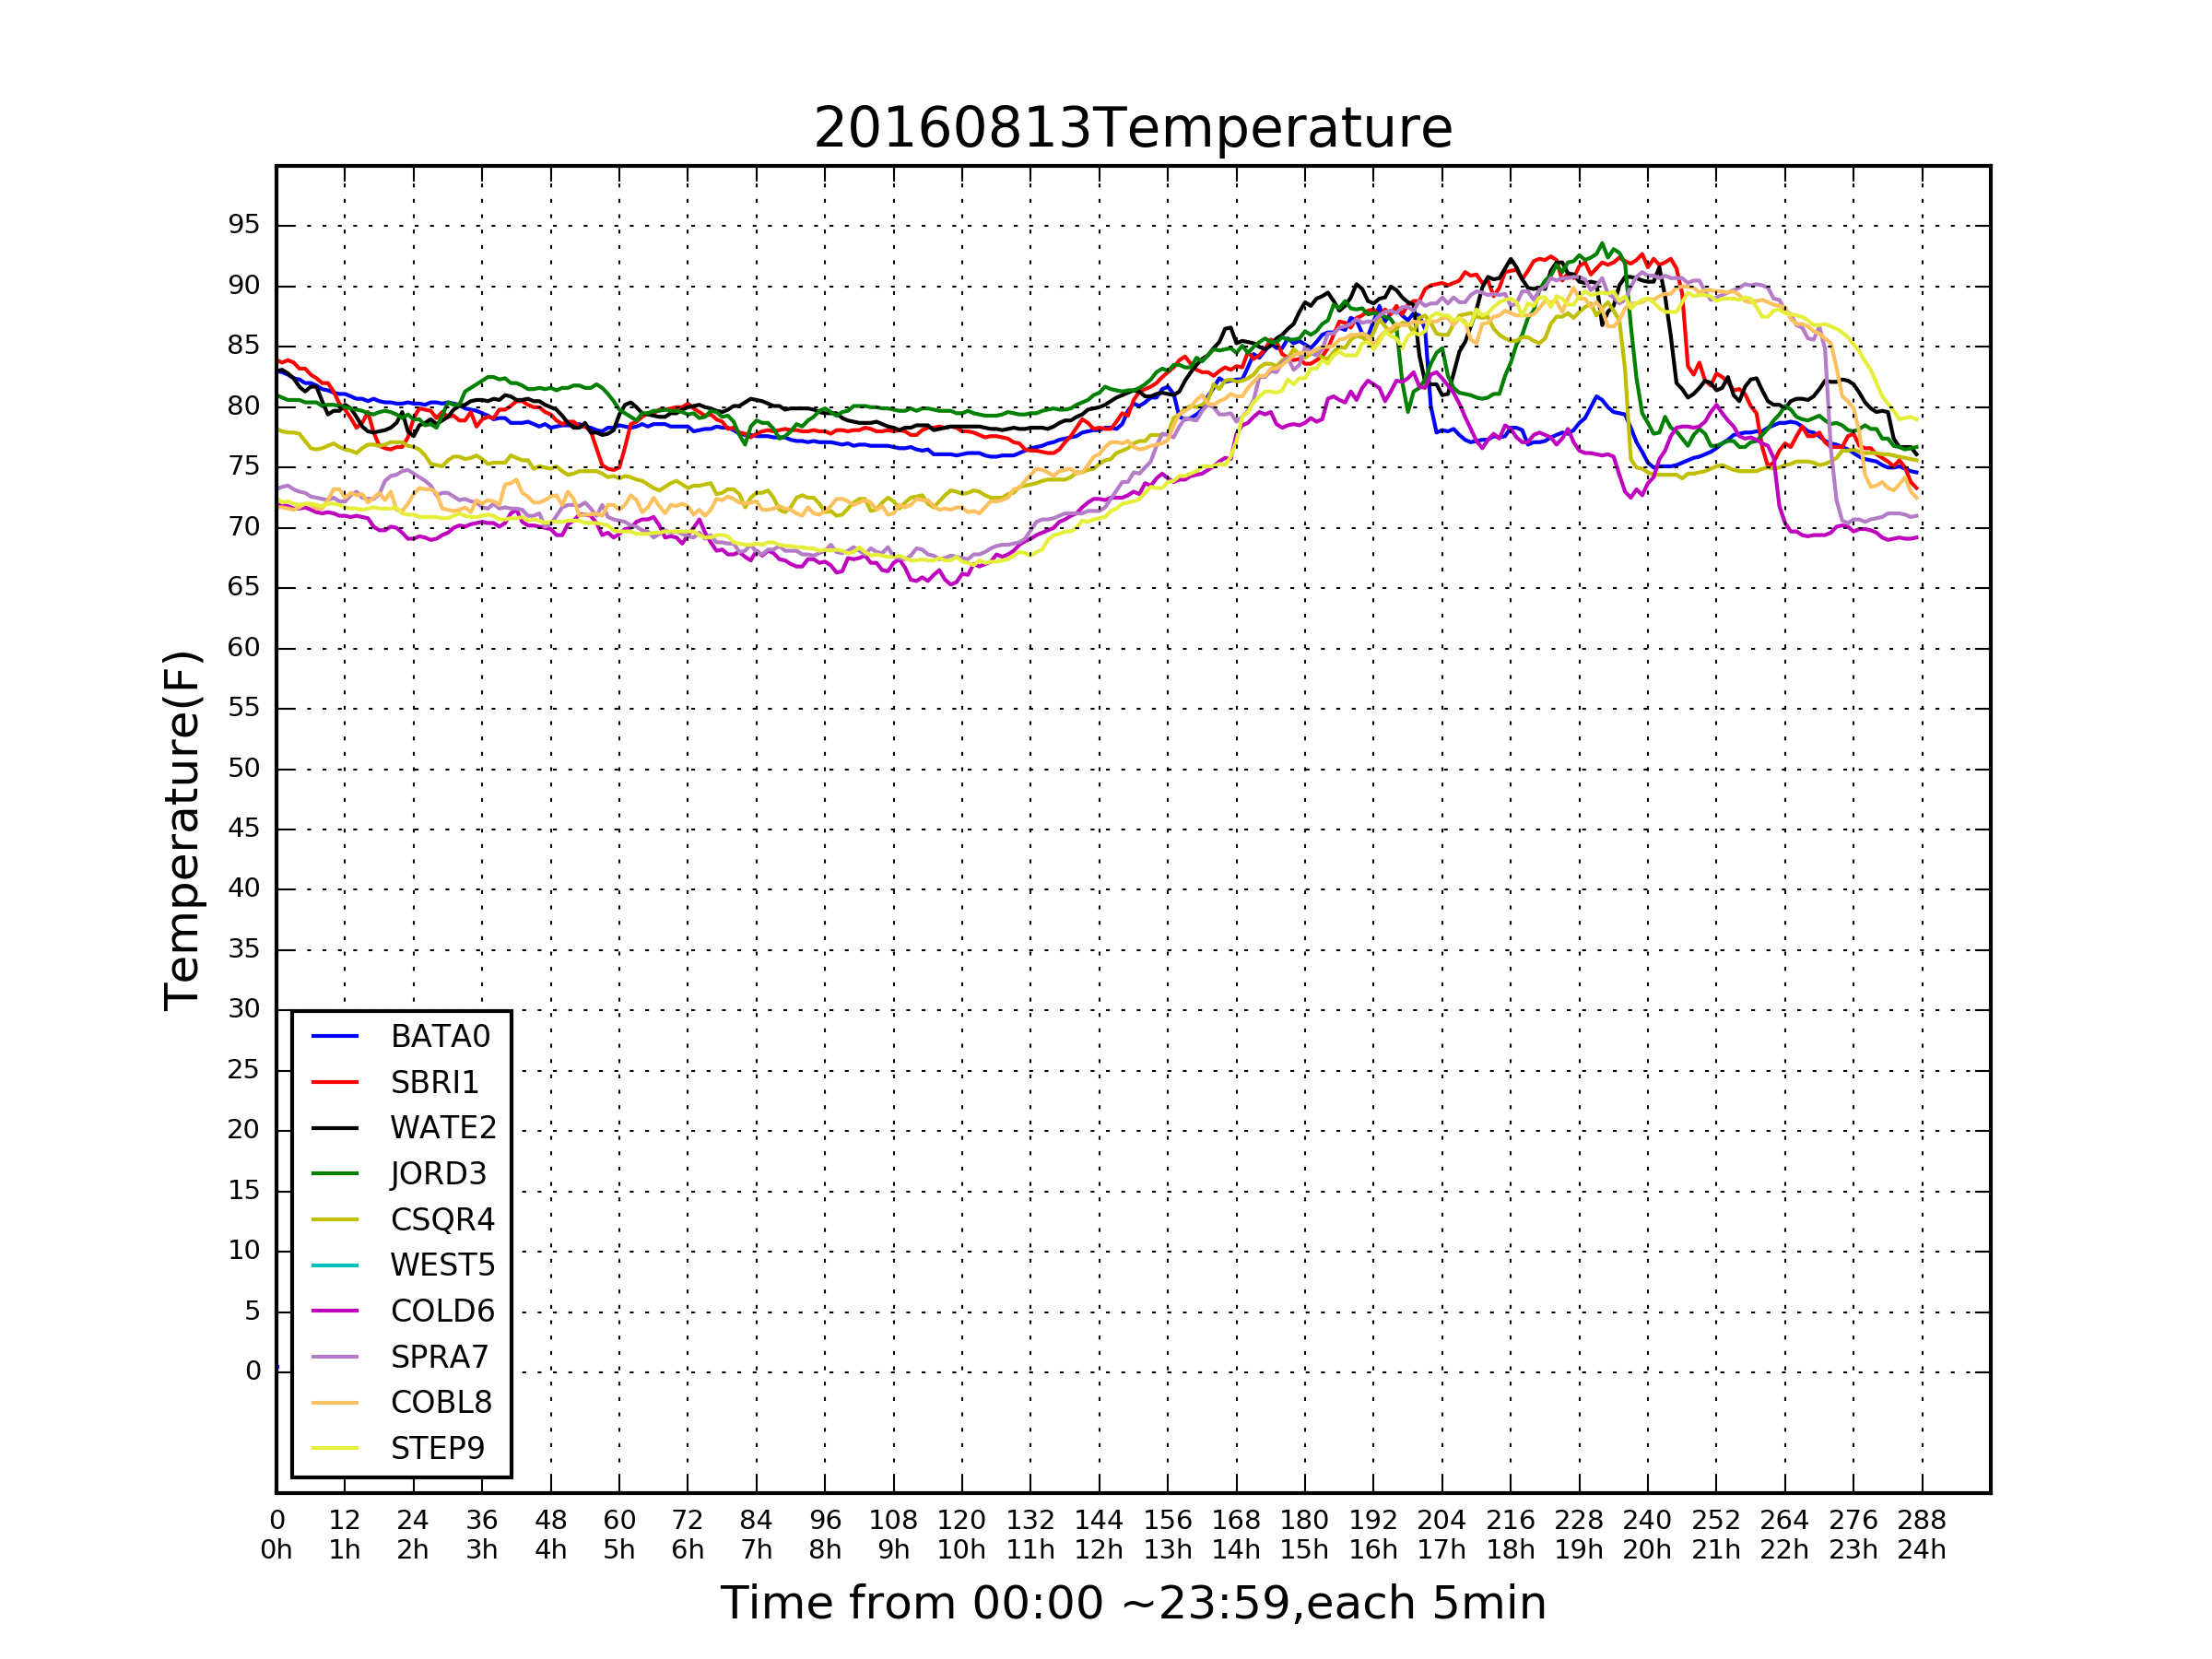 20160813Temperature
Temperature(F)
95
90
85
80
75
70
65
60
55
50
45
40
35
30
25
20
15
10
5
0
BATA0
SBRI1
WATE2
JORD3
CSQR4
WEST5
COLD6
SPRA7
COBL8
STEP9
0 12 24 36 48 60 72 84 96 108 120 132 144 156 168 180 192 204 216 228 240 252 264 276 288
0h 1h 2h 3h 4h 5h 6h 7h 8h 9h 10h 11h 12h 13h 14h 15h 16h 17h 18h 19h 20h 21h 22h 23h 24h
Time from 00:00 ~23:59,each 5min